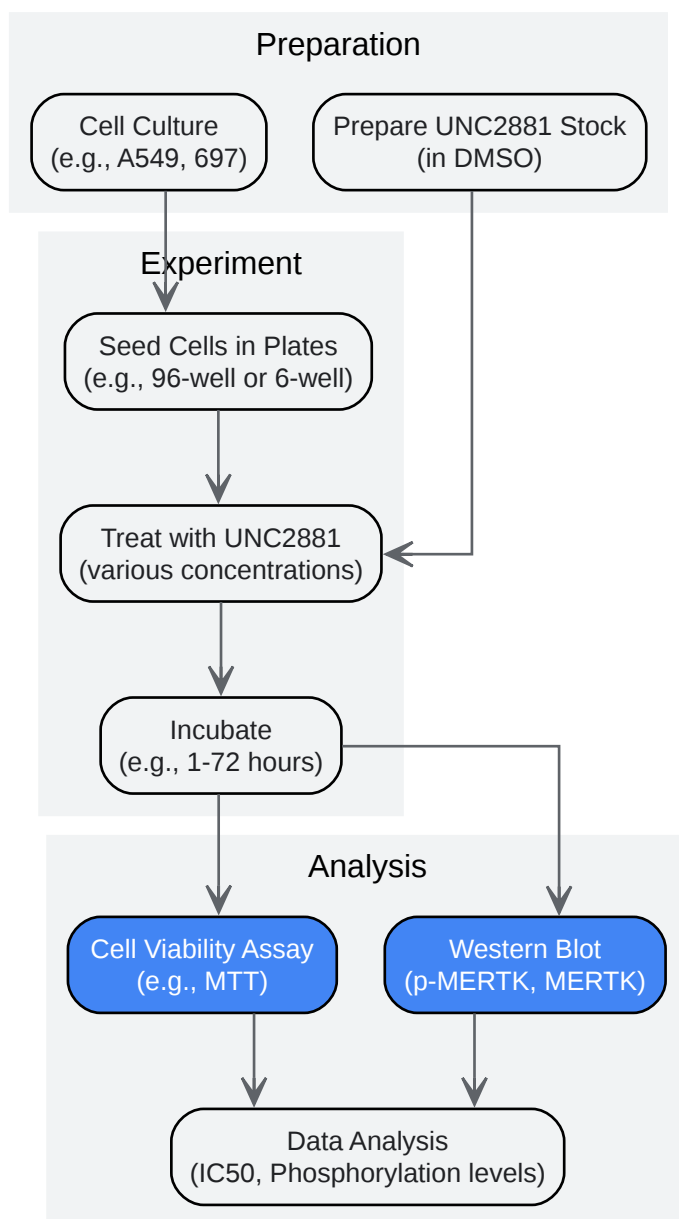 Preparation
Cell Culture
(e.g., A549, 697)
Prepare UNC2881 Stock
(in DMSO)
Experiment
Seed Cells in Plates
(e.g., 96-well or 6-well)
Treat with UNC2881
(various concentrations)
Incubate
(e.g., 1-72 hours)
Analysis
Cell Viability Assay
(e.g., MTT)
Western Blot
(p-MERTK, MERTK)
Data Analysis
(IC50, Phosphorylation levels)